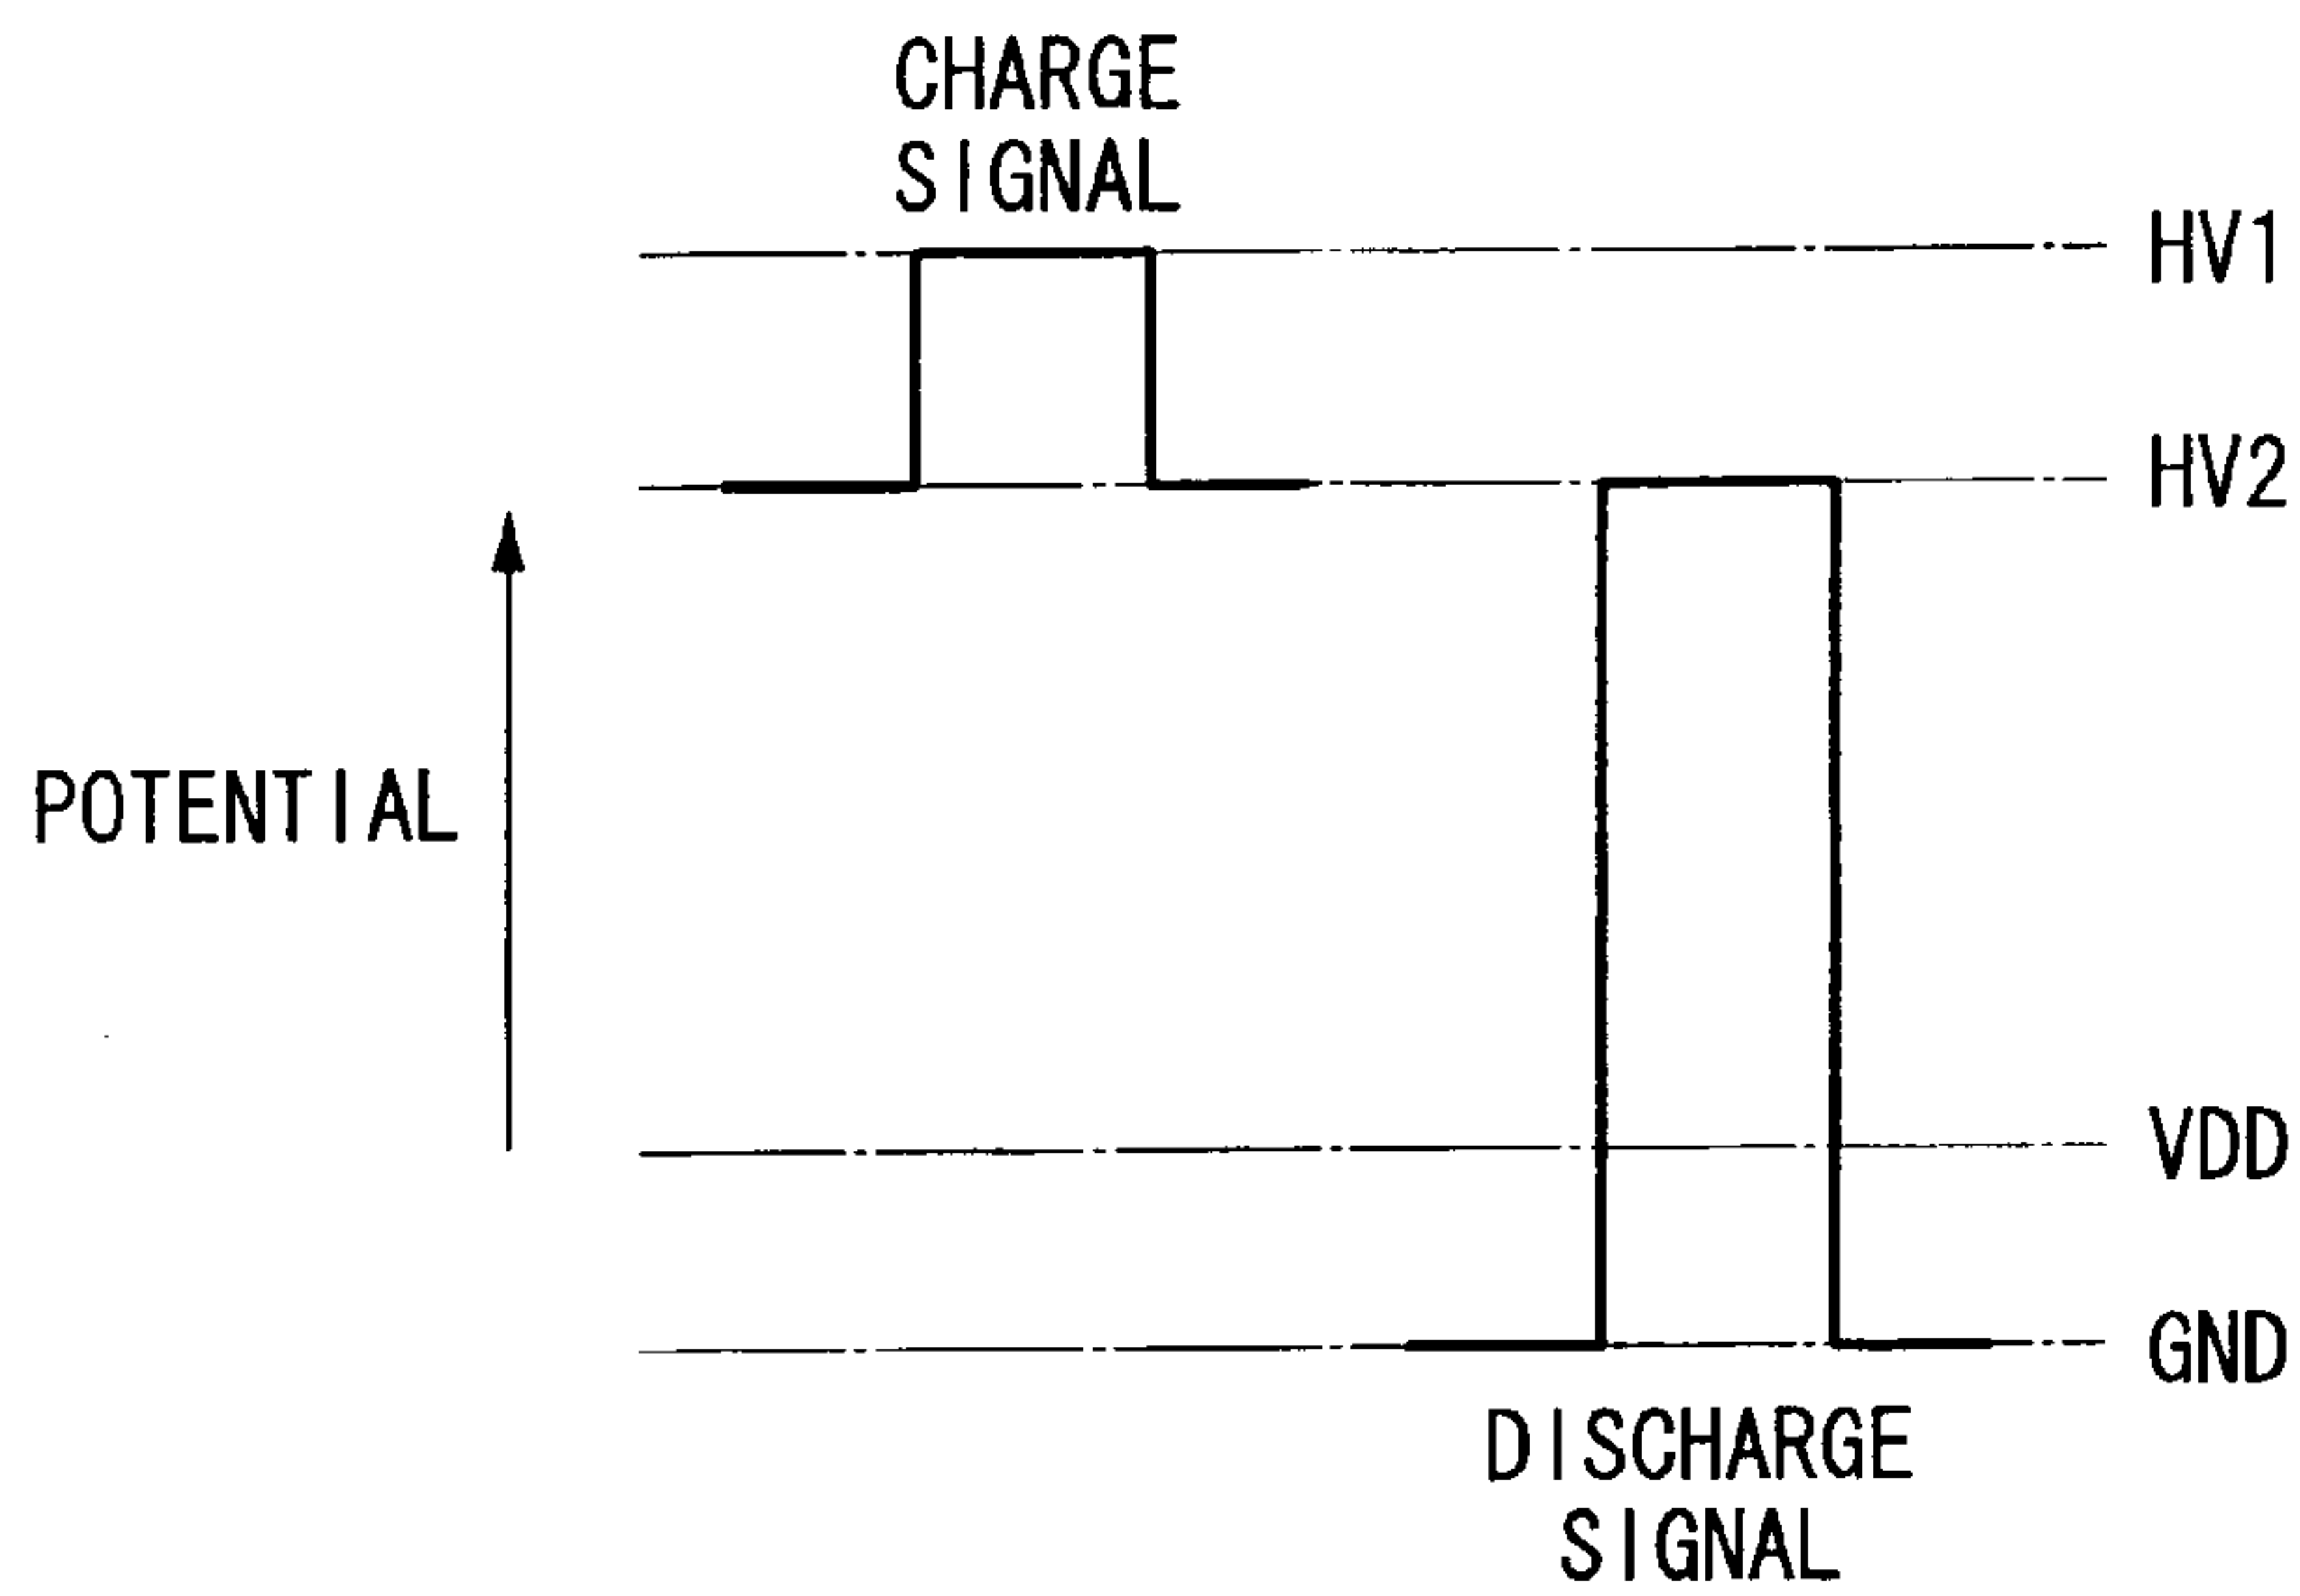 CHARGE
SIGNAL
HV1
HV2
POTENTIAL
VDD
GND
DISCHARGE
SIGNAL